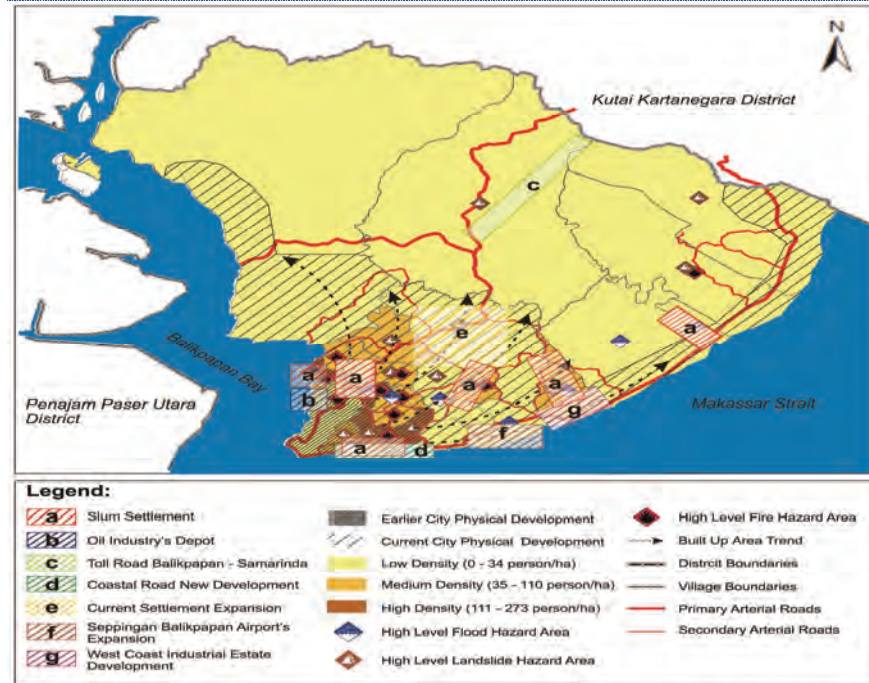 N
Kutai Kartanegara District
c
e
a
Balikpapan Bay
a
a
a
a
b
g
Makassar Strait
Penajam Paser Utara
District
f
a
d
Legend:
a Slum Settlement
b Oil Industry's Depot
c Toll Road Balikpapan - Samarinda
d Coastal Road New Development
e Current Settlement Expansion
f Seppingan Balikpapan Airport's
Expansion
g West Coast Industrial Estate
Development
Earlier City Physical Development
Current City Physical Development
Low Density (0 - 34 person/ha)
Medium Density (35 - 110 person/ha)
High Density (111 - 273 person/ha)
High Level Flood Hazard Area
High Level Landslide Hazard Area
High Level Fire Hazard Area
Built Up Area Trend
Distrcit Boundaries
Village Boundaries
Primary Arterial Roads
Secondary Arterial Roads